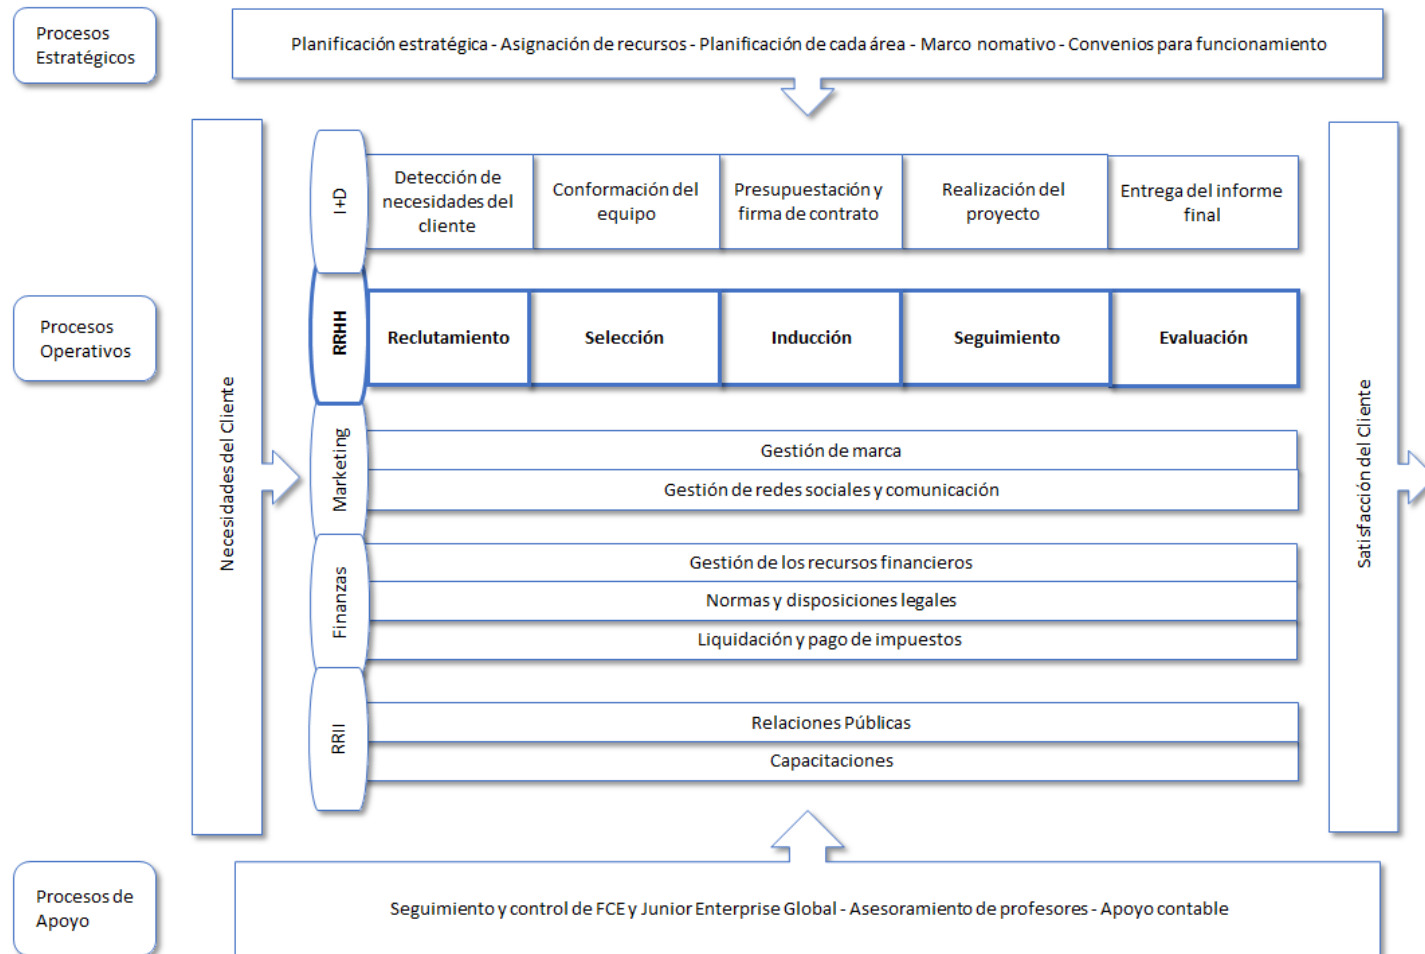 Procesos
Estratégicos
Planificación estratégica - Asignación de recursos - Planificación de cada área - Marco nomativo - Convenios para funcionamiento
Necesidades del Cliente
I+D
Detección de
necesidades del
cliente
Conformación del
equipo
Presupuestación y
firma de contrato
Realización del
proyecto
Entrega del informe
final
Procesos
Operativos
RRHH
Reclutamiento
Selección
Inducción
Seguimiento
Evaluación
Marketing
Gestión de marca
Gestión de redes sociales y comunicación
Finanzas
Gestión de los recursos financieros
Normas y disposiciones legales
Liquidación y pago de impuestos
RRII
Relaciones Públicas
Capacitaciones
Satisfacción del Cliente
Procesos de
Apoyo
Seguimiento y control de FCE y Junior Enterprise Global - Asesoramiento de profesores - Apoyo contable